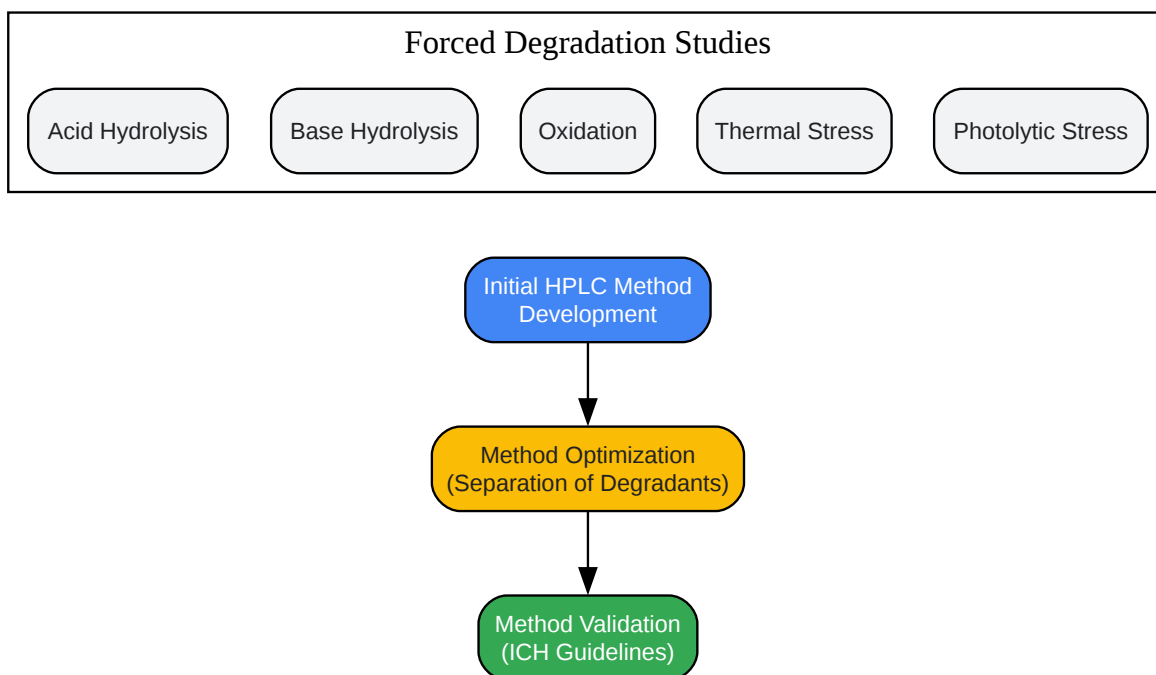 Forced Degradation Studies
Acid Hydrolysis
Base Hydrolysis
Oxidation
Thermal Stress
Photolytic Stress
Initial HPLC Method
Development
Method Optimization
(Separation of Degradants)
Method Validation
(ICH Guidelines)